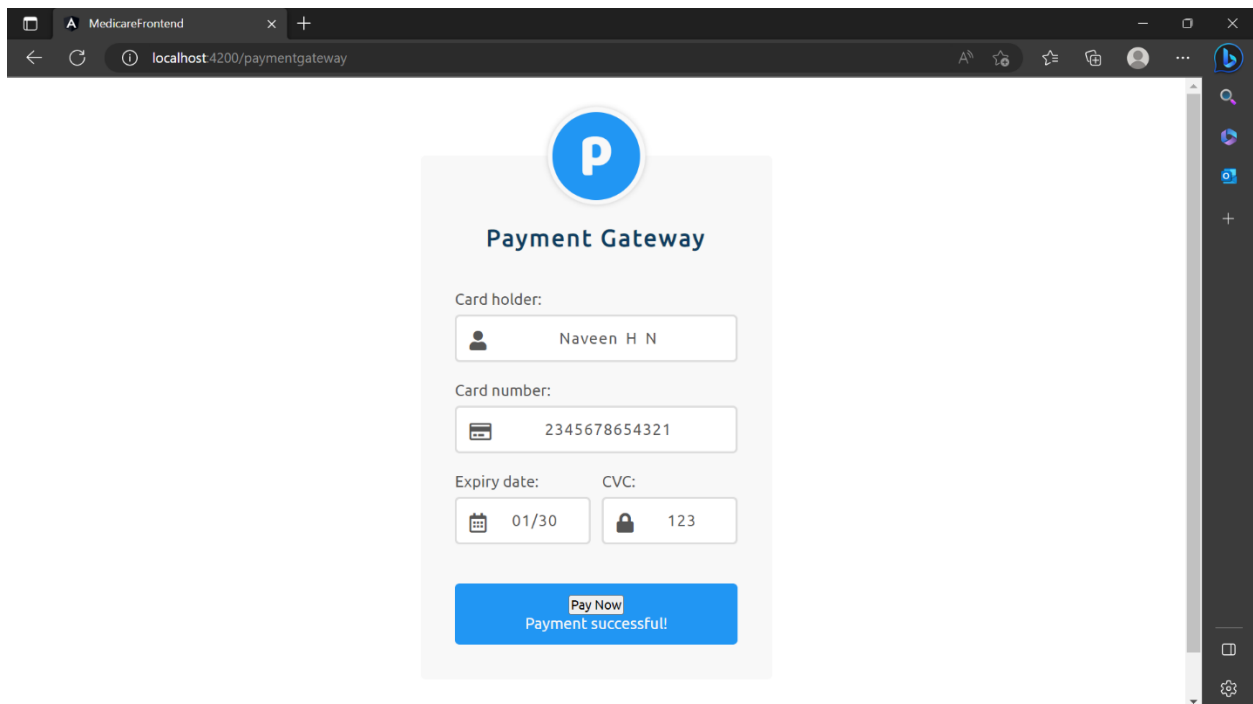 MedicareFrontend
localhost:4200/paymentgateway
P
Payment Gateway
Card holder:
Naveen H N
Card number:
2345678654321
Expiry date: CVC:
01/30 123
Pay Now
Payment successful!